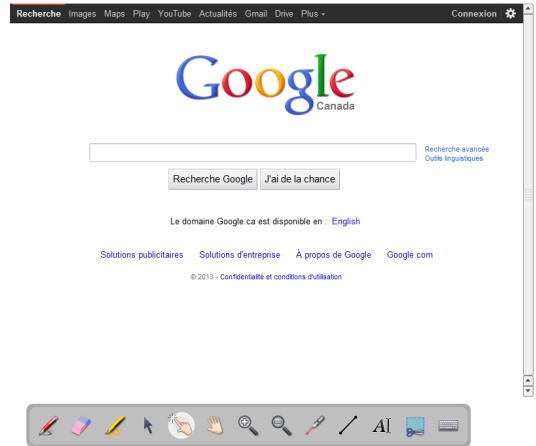 Recherche Images Maps Play YouTube Actualités Gmail Drive Plus Connexion
Google
Canada
Recherche avancée
Outils linguistiques
Recherche Google J'ai de la chance
Le domaine Google.ca est disponible en : English
Solutions publicitaires Solutions d'entreprise À propos de Google Google.com
© 2013 - Confidentialité et conditions d'utilisation
AI